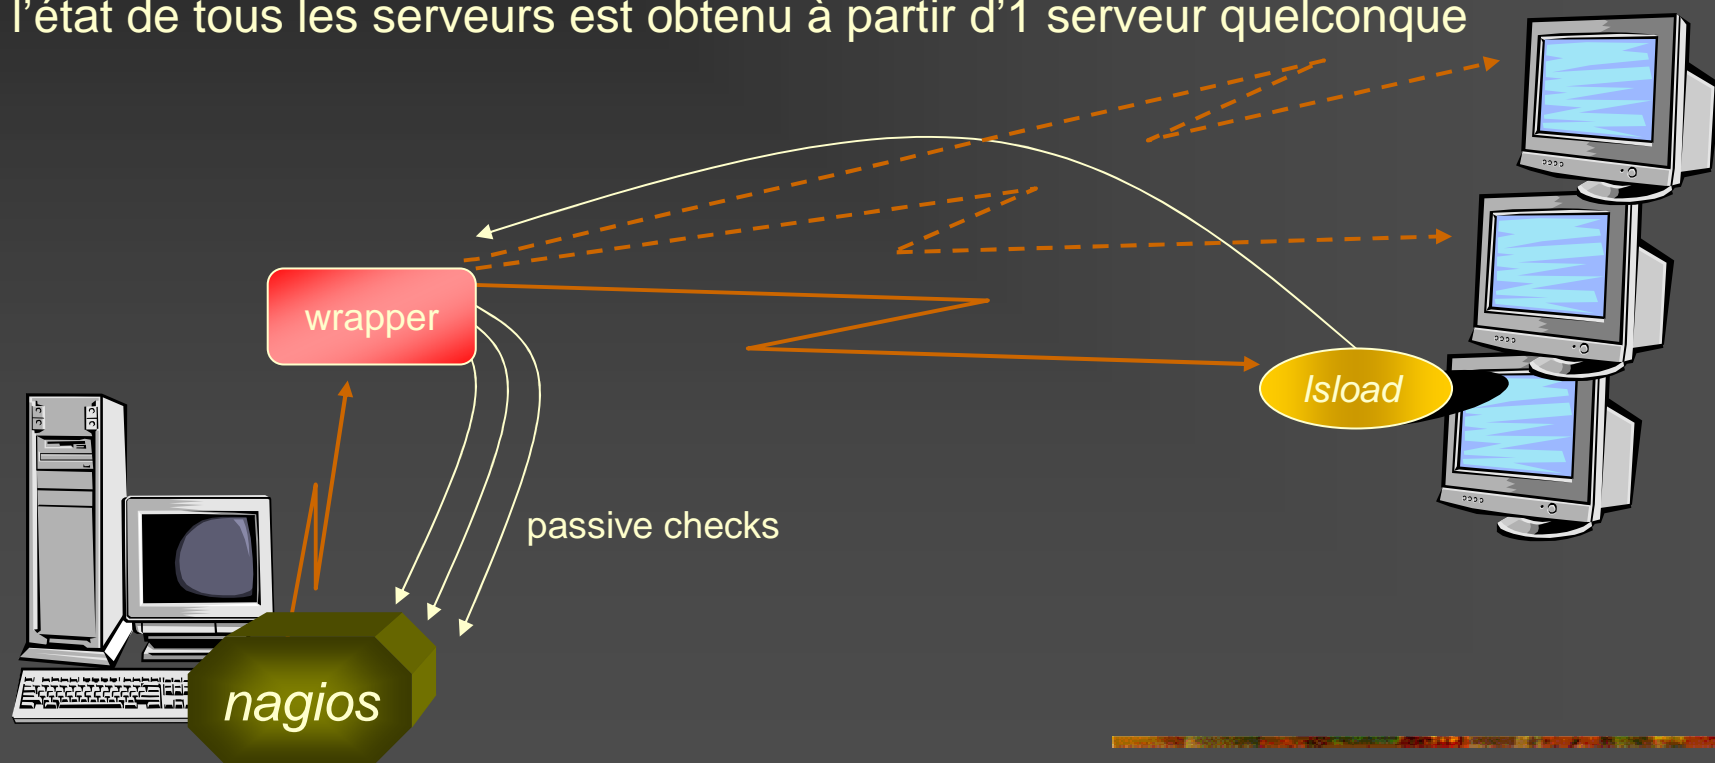 l’état de tous les serveurs est obtenu à partir d’1 serveur quelconque
wrapper
lsload
passive checks
nagios